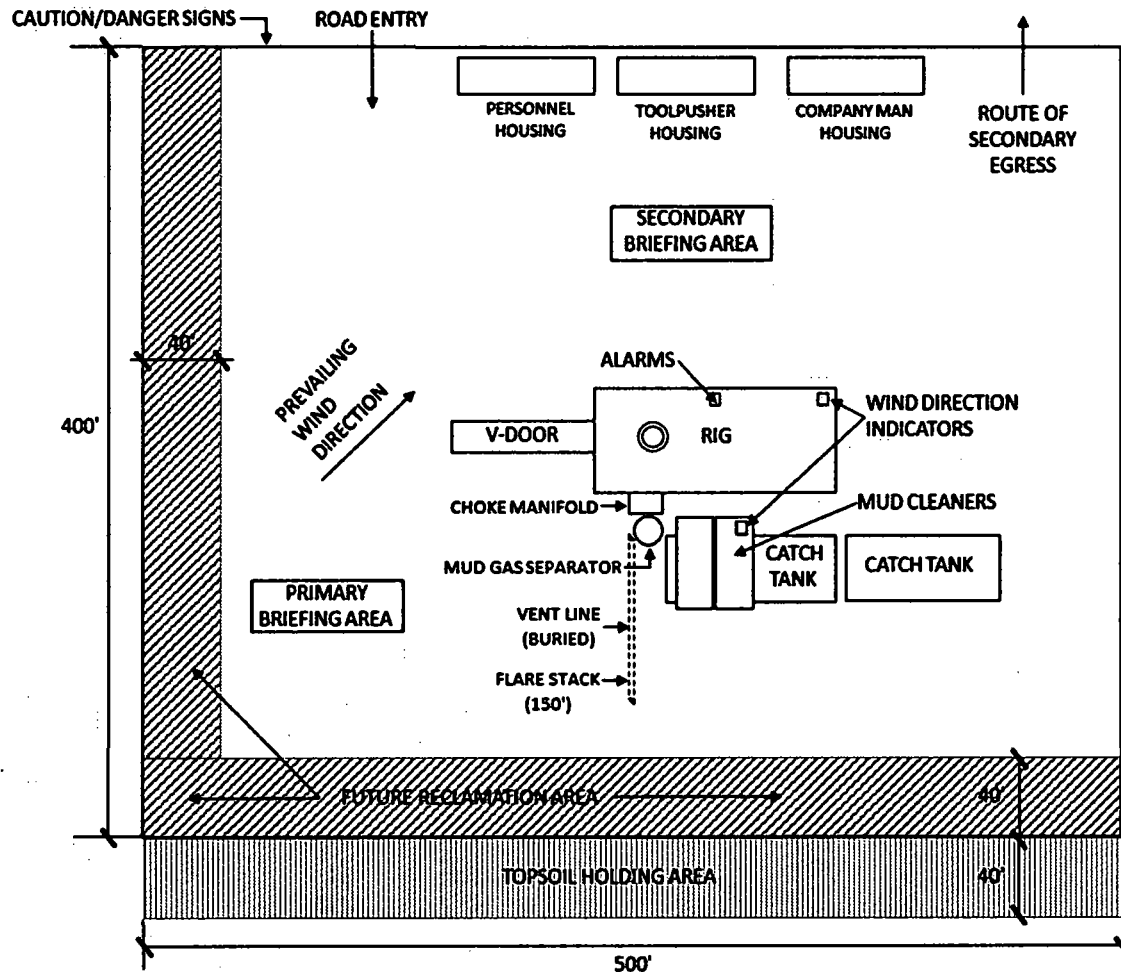 CAUTION/DANGER SIGNS
ROAD ENTRY
PERSONNEL
HOUSING
TOOLPUSHER
HOUSING
COMPANY MAN
HOUSING
ROUTE OF
SECONDARY
EGRESS
SECONDARY
BRIEFING AREA
40'
PREVAILING
WIND
DIRECTION
400'
ALARMS
WIND DIRECTION
INDICATORS
V-DOOR
RIG
CHOKE MANIFOLD
MUD CLEANERS
MUD GAS SEPARATOR
CATCH
TANK
CATCH TANK
PRIMARY
BRIEFING AREA
VENT LINE
(BURIED)
FLARE STACK
(150')
FUTURE RECLAMATION AREA
40'
TOPSOIL HOLDING AREA
40'
500'